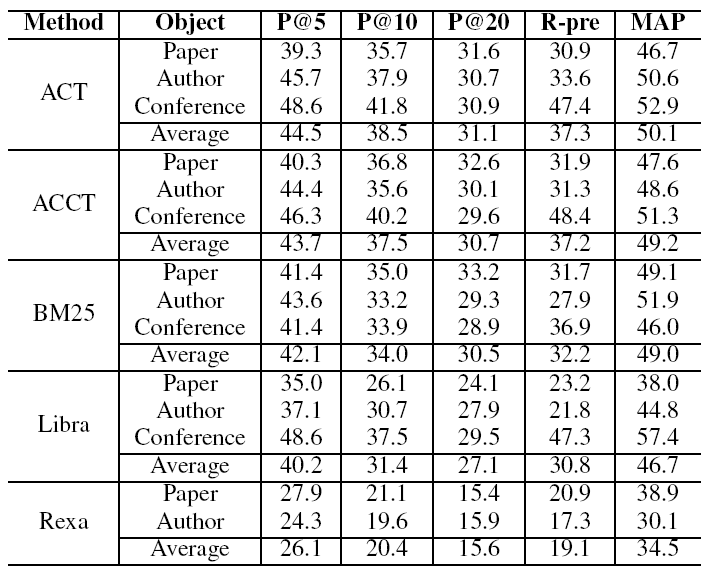 Method Object P@5 P@10 P@20 R-pre MAP
Paper 39.3 35.7 31.6 30.9 46.7
Author 45.7 37.9 30.7 33.6 50.6
ACT
Conference 48.6 41.8 30.9 47.4 52.9
Average 44.5 38.5 31.1 37.3 50.1
Paper 40.3 36.8 32.6 31.9 47.6
Author 44.4 35.6 30.1 31.3 48.6
ACCT
Conference 46.3 40.2 29.6 48.4 51.3
Average 43.7 37.5 30.7 37.2 49.2
Paper 41.4 35.0 33.2 31.7 49.1
Author 43.6 33.2 29.3 27.9 51.9
BM25
Conference 41.4 33.9 28.9 36.9 46.0
Average 42.1 34.0 30.5 32.2 49.0
Paper 35.0 26.1 24.1 23.2 38.0
Author 37.1 30.7 27.9 21.8 44.8
Libra
Conference 48.6 37.5 29.5 47.3 57.4
Average 40.2 31.4 27.1 30.8 46.7
Paper 27.9 21.1 15.4 20.9 38.9
Rexa Author 24.3 19.6 15.9 17.3 30.1
Average 26.1 20.4 15.6 19.1 34.5